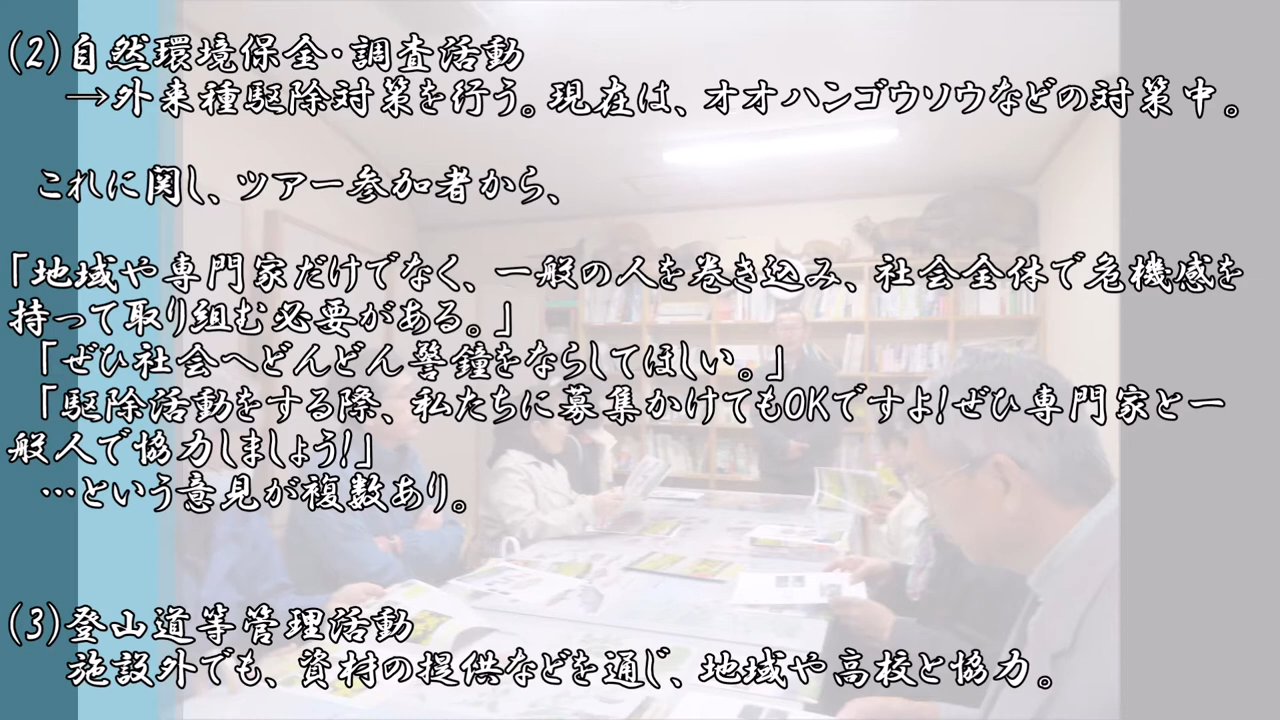 (2)自然環境保全・調査活動
→外来種駆除対策を行う。現在は、オオハンゴウソウなどの対策中。
これに関し、ツアー参加者から、
「地域や専門家だけでなく、一般の人を巻き込み、社会全体で危機感を
持って取り組む必要がある。」
「ぜひ社会へどんどん警鐘をならしてほしい。」
「駆除活動をする際、私たちに募集かけてもOKですよ!ぜひ専門家と一
般人で協力しましょう!」
…という意見が複数あり。
(3)登山道等管理活動
施設外でも、資材の提供などを通じ、地域や高校と協力。